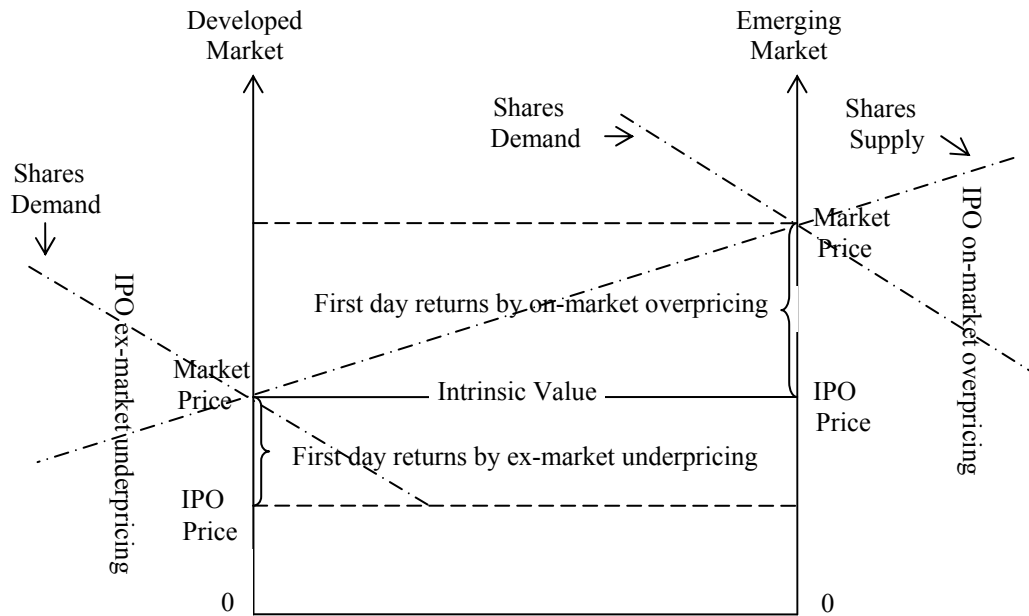 Developed
Market
Emerging
Market
Shares
Demand
Shares
Supply
Shares
Demand
Market
Price
IPO on-market overpricing
IPO ex-market underpricing
First day returns by on-market overpricing
Market
Price
Intrinsic Value
IPO
Price
First day returns by ex-market underpricing
IPO
Price
0
0